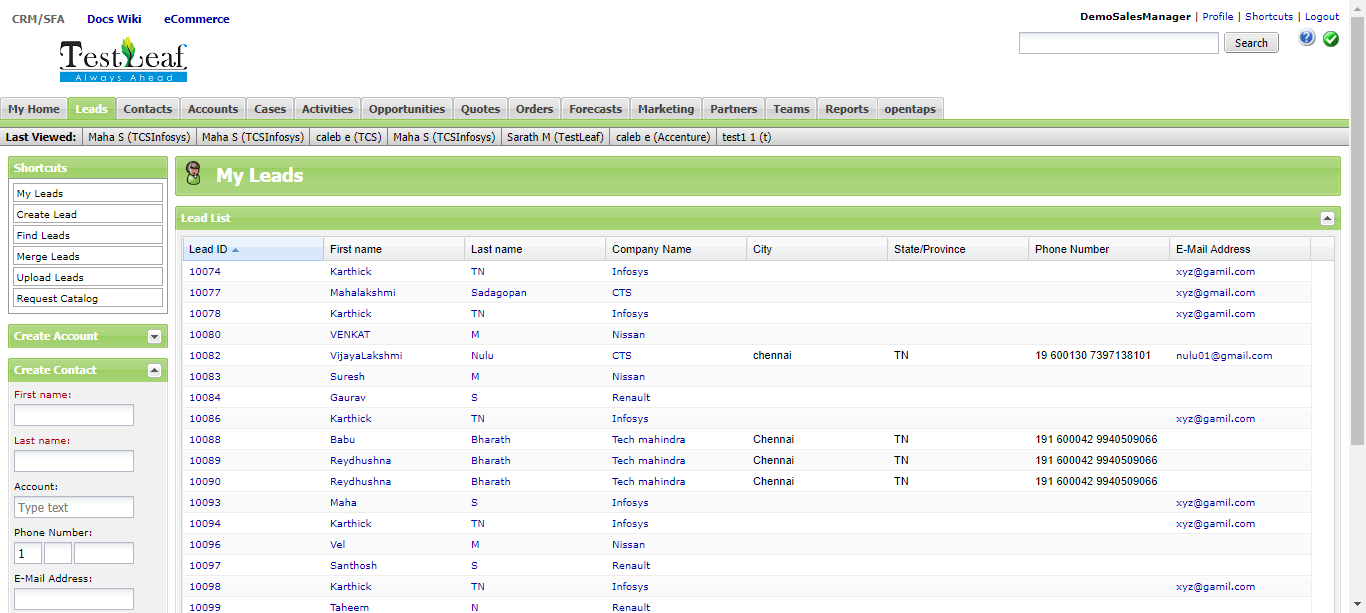 CRM/SFA Docs Wiki eCommerce
DemoSalesManager | Profile | Shortcuts | Logout
TestLeaf
Always Ahead
Search
My Home Leads Contacts Accounts Cases Activities Opportunities Quotes Orders Forecasts Marketing Partners Teams Reports opentaps
Last Viewed: Maha S (TCSInfosys) Maha S (TCSInfosys) caleb e (TCS) Maha S (TCSInfosys) Sarath M (TestLeaf) caleb e (Accenture) test1 1 (t)
Shortcuts
My Leads
Create Lead
Find Leads
Merge Leads
Upload Leads
Request Catalog
Create Account
Create Contact
First name:
Last name:
Account:
Type text
Phone Number:
1
E-Mail Address:
My Leads
Lead List
Lead ID First name Last name Company Name City State/Province Phone Number E-Mail Address
10074 Karthick TN Infosys xyz@gamil.com
10077 Mahalakshmi Sadagopan CTS xyz@gmail.com
10078 Karthick TN Infosys xyz@gamil.com
10080 VENKAT M Nissan
10082 VijayaLakshmi Nulu CTS chennai TN 19 600130 7397138101 nulu01@gmail.com
10083 Suresh M Nissan
10084 Gaurav S Renault
10086 Karthick TN Infosys xyz@gamil.com
10088 Babu Bharath Tech mahindra Chennai TN 191 600042 9940509066
10089 Reydhushna Bharath Tech mahindra Chennai TN 191 600042 9940509066
10090 Reydhushna Bharath Tech mahindra Chennai TN 191 600042 9940509066
10093 Maha S Infosys xyz@gamil.com
10094 Karthick TN Infosys xyz@gamil.com
10096 Vel M Nissan
10097 Santhosh S Renault
10098 Karthick TN Infosys xyz@gamil.com
10099 Taheem N Renault